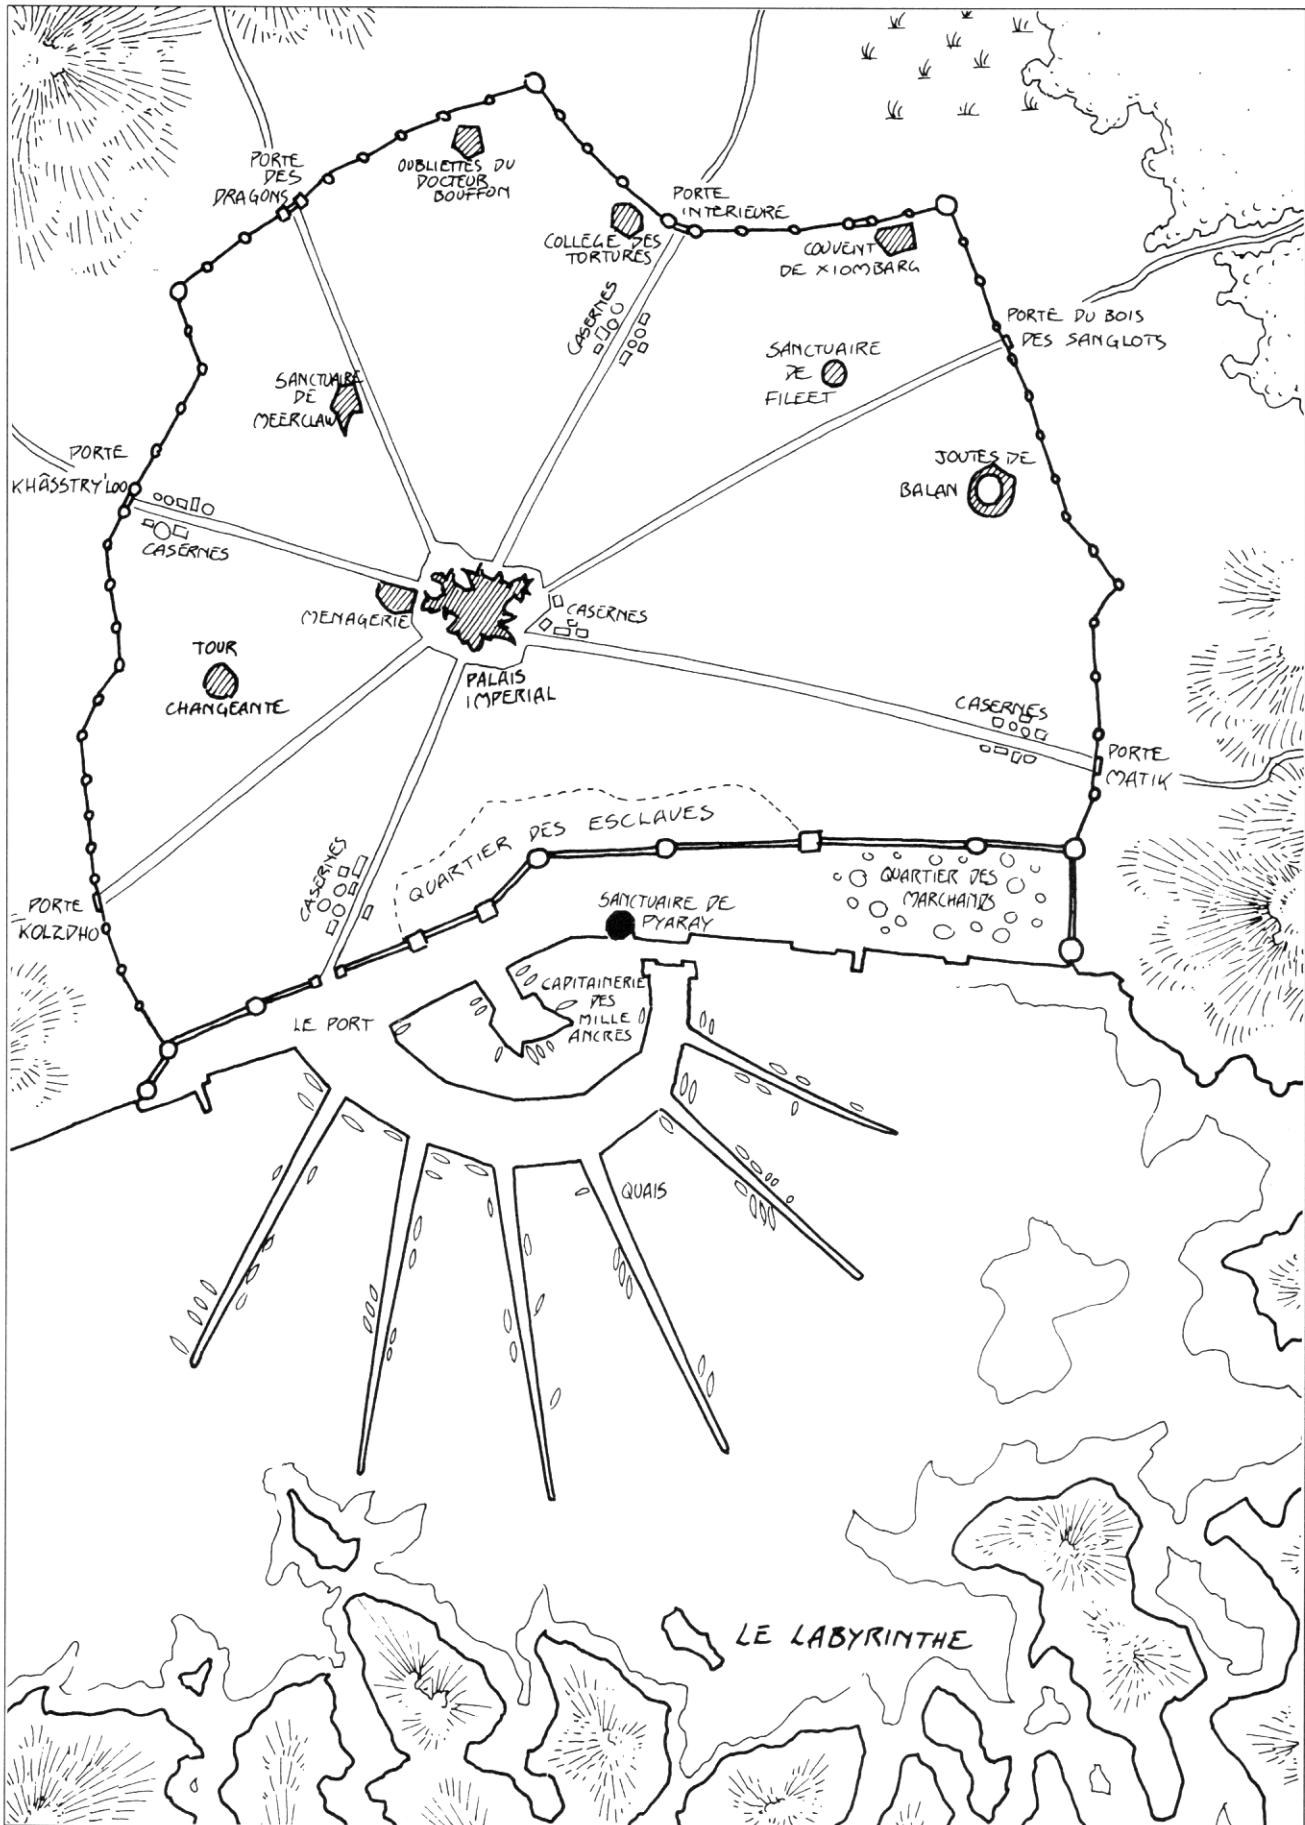 PORTE
DES
DRAGONS
OUBLIETTES DU
DOCTEUR
BOUFFON
PORTE
INTERIEURE
COLLEGE DES
TORTURES
COUVENT
DE XIOMBARG
CASERNES
PORTE DU BOIS
DES SANGLOTS
SANCTUAIRE
DE
FILEET
SANCTUAIRE
DE
MEERCLAW
PORTE
KHÂSSTRY'LOO
JOUTES DE
BALAN
CASERNES
MENAGERIE
CASERNES
TOUR
CHANGEANTE
PALAIS
IMPERIAL
CASERNES
PORTE
MATIK
QUARTIER DES ESCLAVES
CASERNES
QUARTIER DES
MARCHANDS
PORTE
KOLZDHO
SANCTUAIRE DE
PYARAY
CAPITAINERIE
DES
MILLE
ANCRES
LE PORT
QUAIS
LE LABYRINTHE